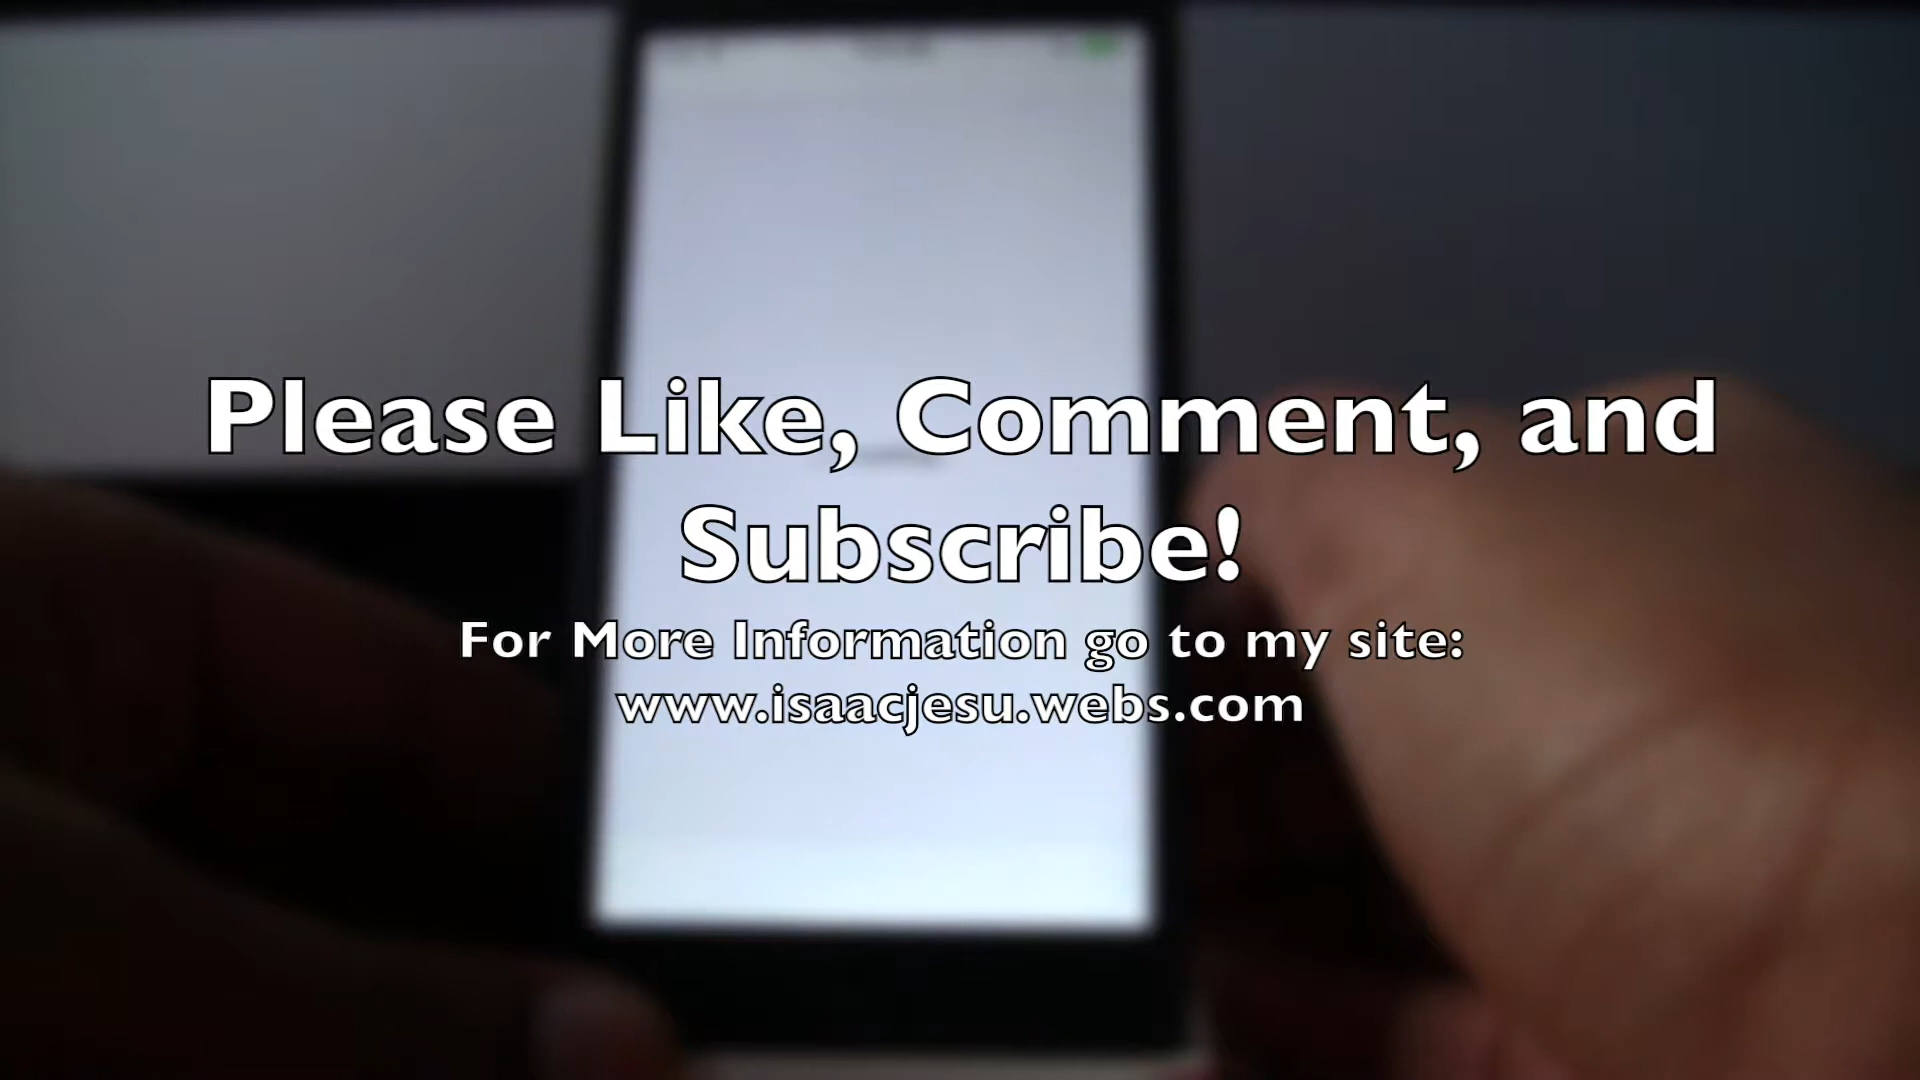 Please Like, Comment, and
Subscribe!
For More Information go to my site:
www.isaacjesu.webs.com